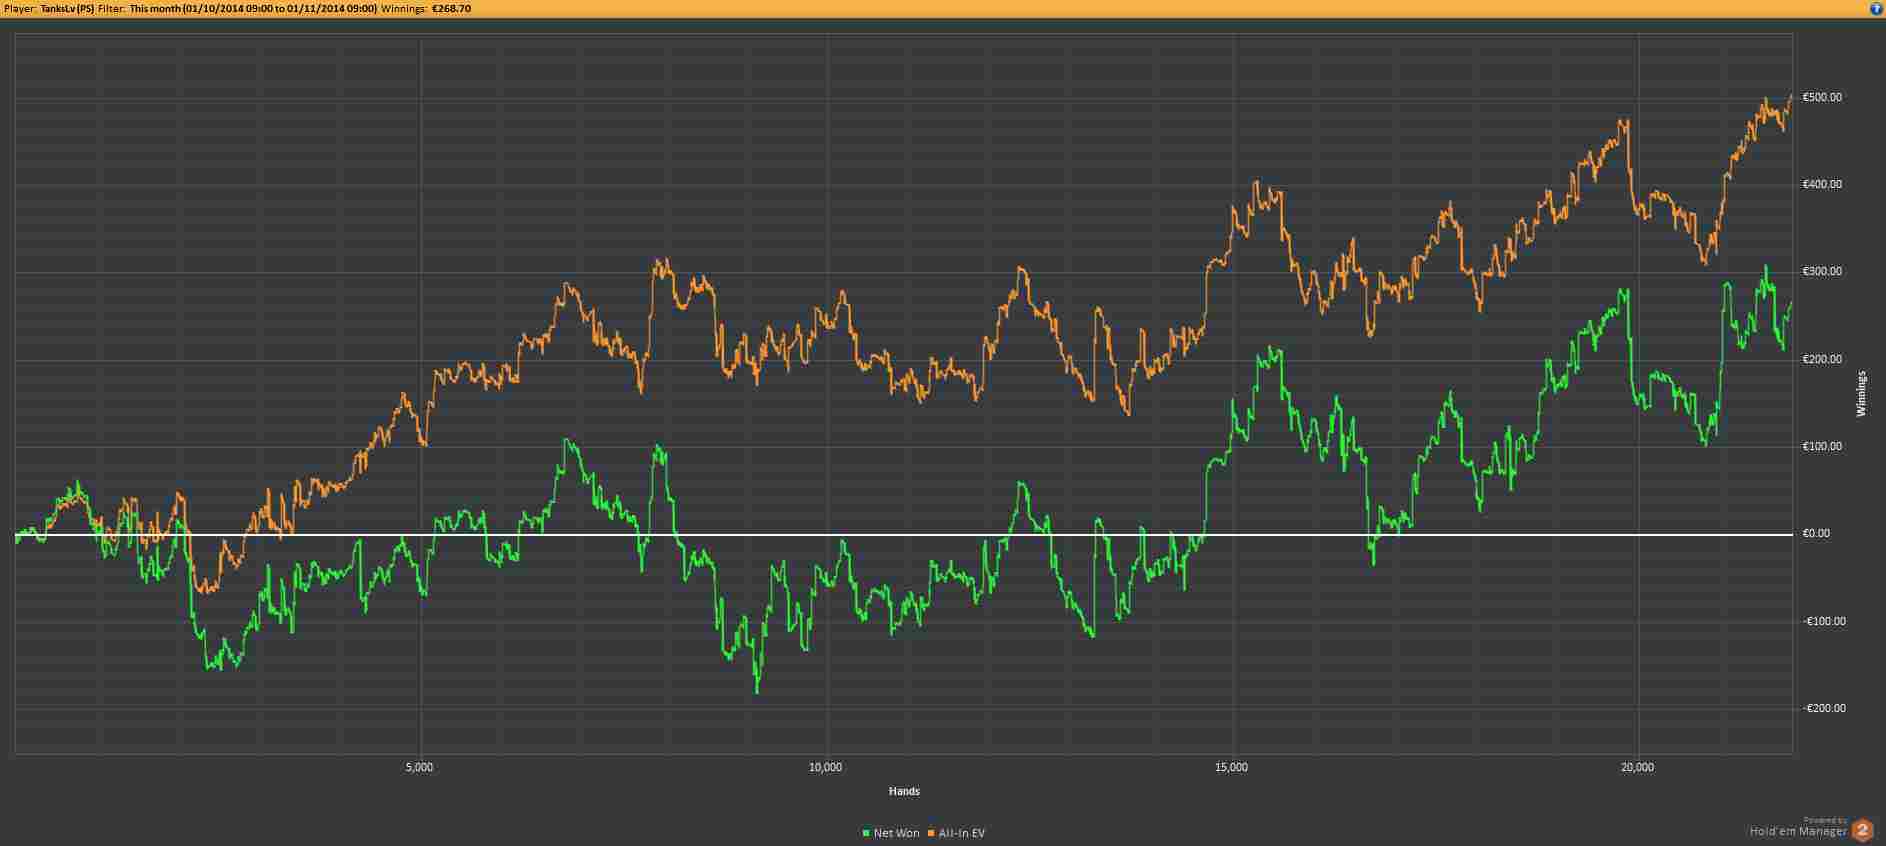 Player: TanksLv (PS) Filter: This month (01/10/2014 09:00 to 01/11/2014 09:00) Winnings: €268.70
€500.00
€400.00
€300.00
€200.00
€100.00
€0.00
-€100.00
-€200.00
Winnings
5,000 10,000 15,000 20,000
Hands
Net Won All-In EV
Powered by
Hold'em Manager 2